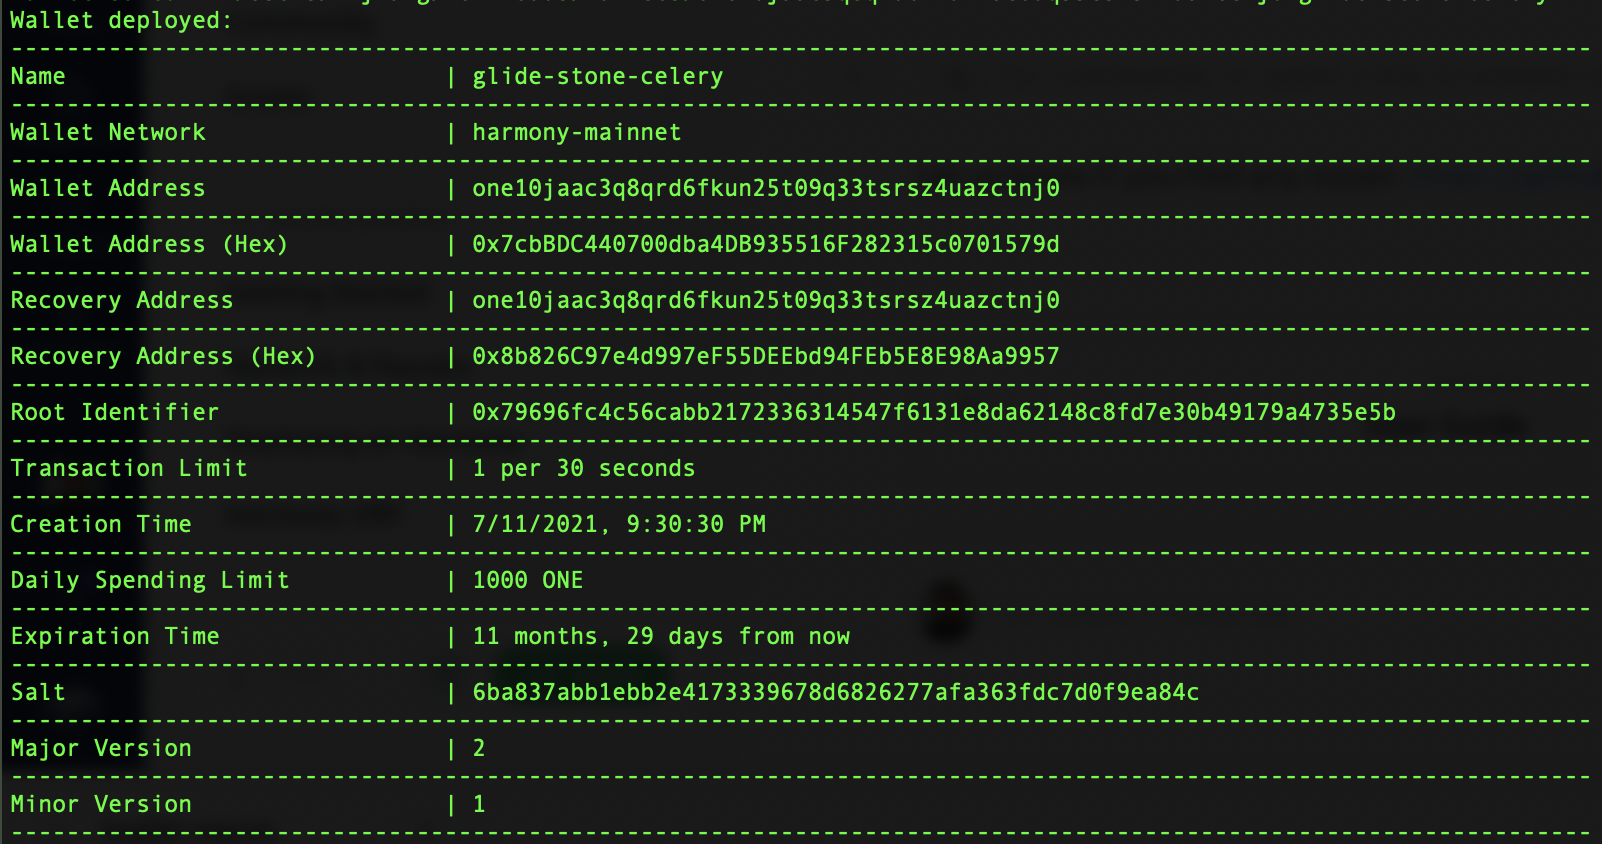 Wallet deployed:
Name | glide-stone-celery
Wallet Network | harmony-mainnet
Wallet Address | one10jaac3q8qrd6fkun25t09q33tsrsz4uazctnj0
Wallet Address (Hex) | 0x7cbBDC440700dba4DB935516F282315c0701579d
Recovery Address | one10jaac3q8qrd6fkun25t09q33tsrsz4uazctnj0
Recovery Address (Hex) | 0x8b826C97e4d997eF55DEEbd94FEb5E8E98Aa9957
Root Identifier | 0x79696fc4c56cabb2172336314547f6131e8da62148c8fd7e30b49179a4735e5b
Transaction Limit | 1 per 30 seconds
Creation Time | 7/11/2021, 9:30:30 PM
Daily Spending Limit | 1000 ONE
Expiration Time | 11 months, 29 days from now
Salt | 6ba837abb1ebb2e4173339678d6826277afa363fdc7d0f9ea84c
Major Version | 2
Minor Version | 1